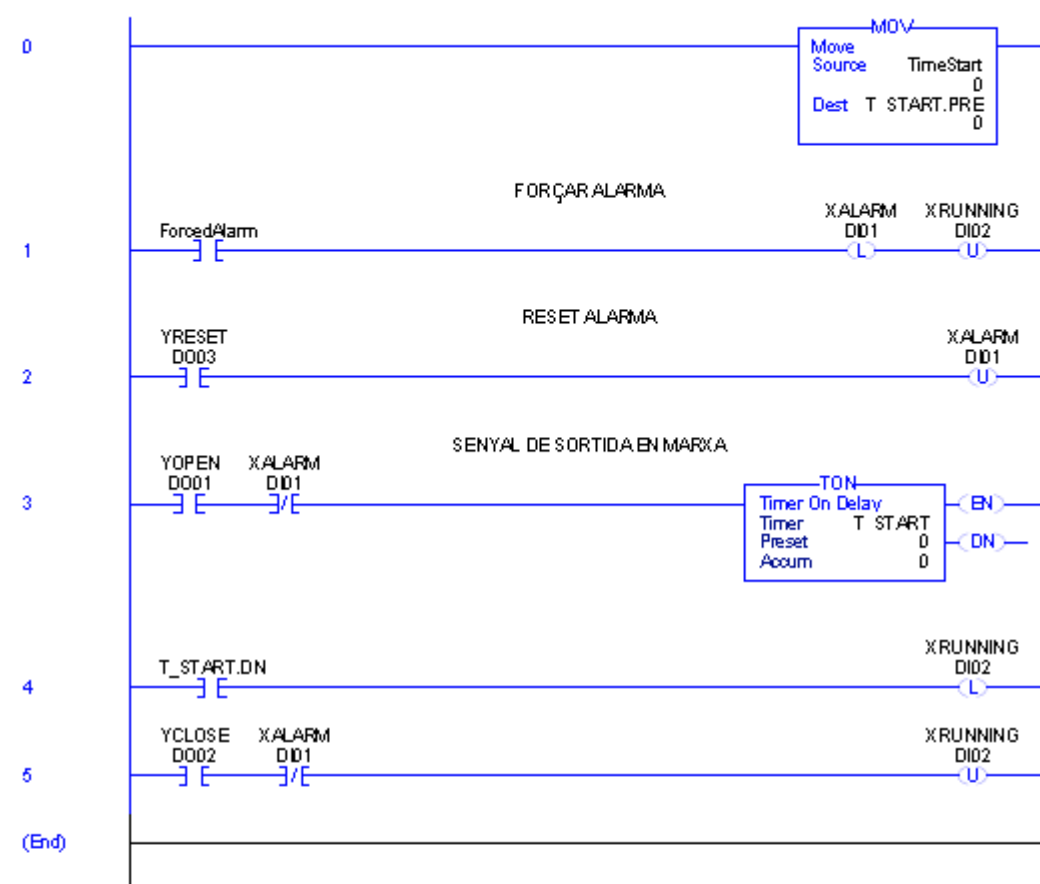 0
MOV
Move
Source TimeStart
0
Dest T_START.PRE
0
FORÇAR ALARMA
1
ForcedAlarm
XALARM XRUNNING
DI01 DI02
L U
RESET ALARMA
2
YRESET
DO03
XALARM
DI01
U
SENYAL DE SORTIDA EN MARXA
3
YOPEN XALARM
DO01 DI01
TON
Timer On Delay
Timer T_START
Preset 0
Accum 0
EN
DN
4
T_START.DN
XRUNNING
DI02
L
5
YCLOSE XALARM
DO02 DI01
XRUNNING
DI02
U
(End)